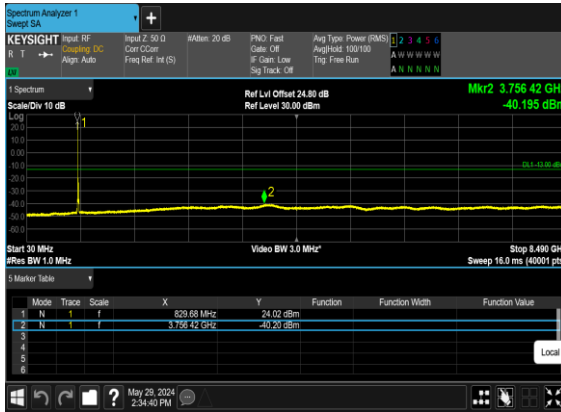 Spectrum Analyzer 1
Swept SA
KEYSIGHT Input: RF Input Z: 50 Ω #Atten: 20 dB PNO: Fast Avg Type: Power (RMS) 1 2 3 4 5 6
R T Coupling: DC Corr CCorr Gate: Off Avg|Hold: 100/100 A W W W W W
Align: Auto Freq Ref: Int (S) IF Gain: Low Trig: Free Run
LXI Sig Track: Off A N N N N N
1 Spectrum
Ref Lvl Offset 24.80 dB Mkr2 3.756 42 GH
Scale/Div 10 dB Ref Level 30.00 dBm -40.195 dBr
Log
1
20.0
10.0
0.00
-10.0
DL1 -13.00 dB
-20.0
-30.0
2
-40.0
-50.0
-60.0
Start 30 MHz Video BW 3.0 MHz* Stop 8.490 GH
#Res BW 1.0 MHz Sweep 16.0 ms (40001 pts
5 Marker Table
Mode Trace Scale X Y Function Function Width Function Value
1 N 1 f 829.68 MHz 24.02 dBm
2 N 1 f 3.756 42 GHz -40.20 dBm
3
4
5
6
Local
? May 29, 2024
2:34:40 PM